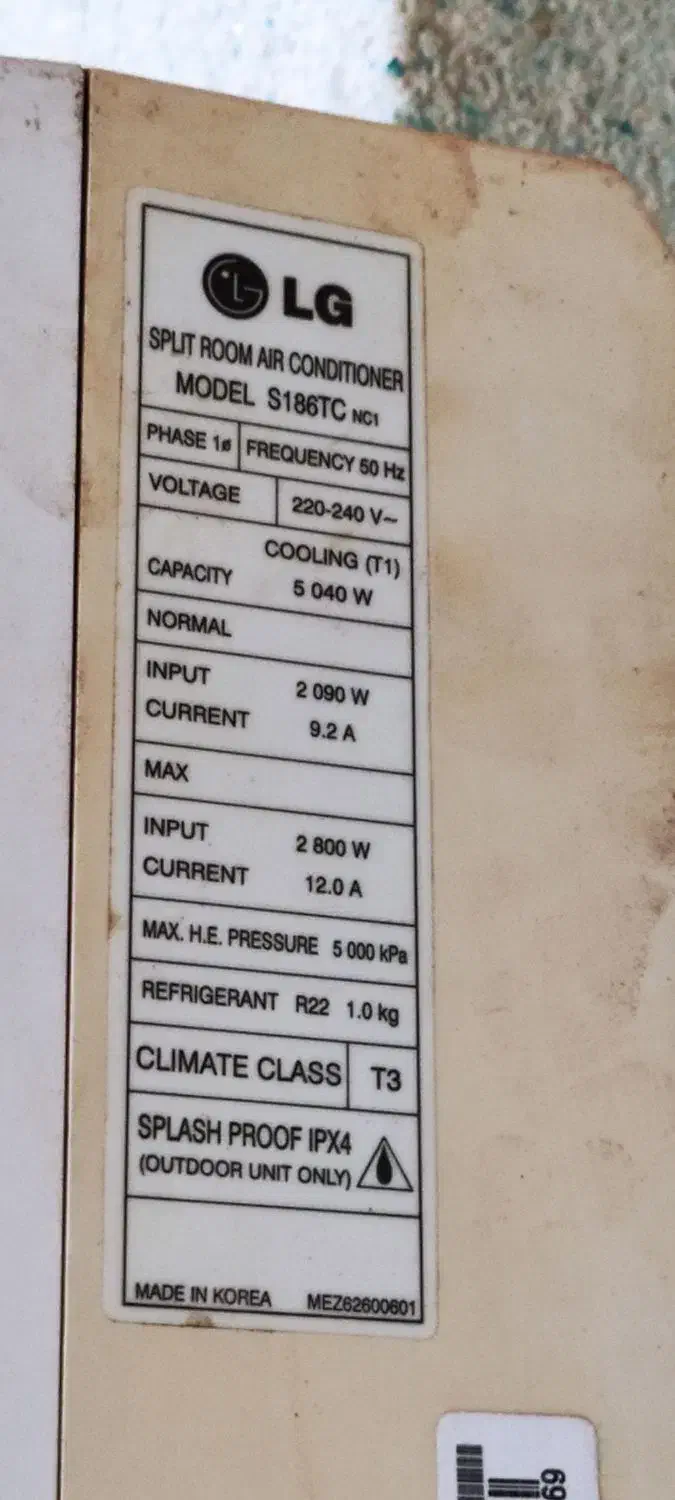 LG
SPLIT ROOM AIR CONDITIONER
MODEL S186TC NC1
PHASE 1ø FREQUENCY 50 Hz
VOLTAGE 220-240 V~
COOLING (T1)
CAPACITY 5 040 W
NORMAL
INPUT 2 090 W
CURRENT 9.2 A
MAX
INPUT 2 800 W
CURRENT 12.0 A
MAX. H.E. PRESSURE 5 000 kPa
REFRIGERANT R22 1.0 kg
CLIMATE CLASS T3
SPLASH PROOF IPX4
(OUTDOOR UNIT ONLY)
MADE IN KOREA MEZ62600601
69